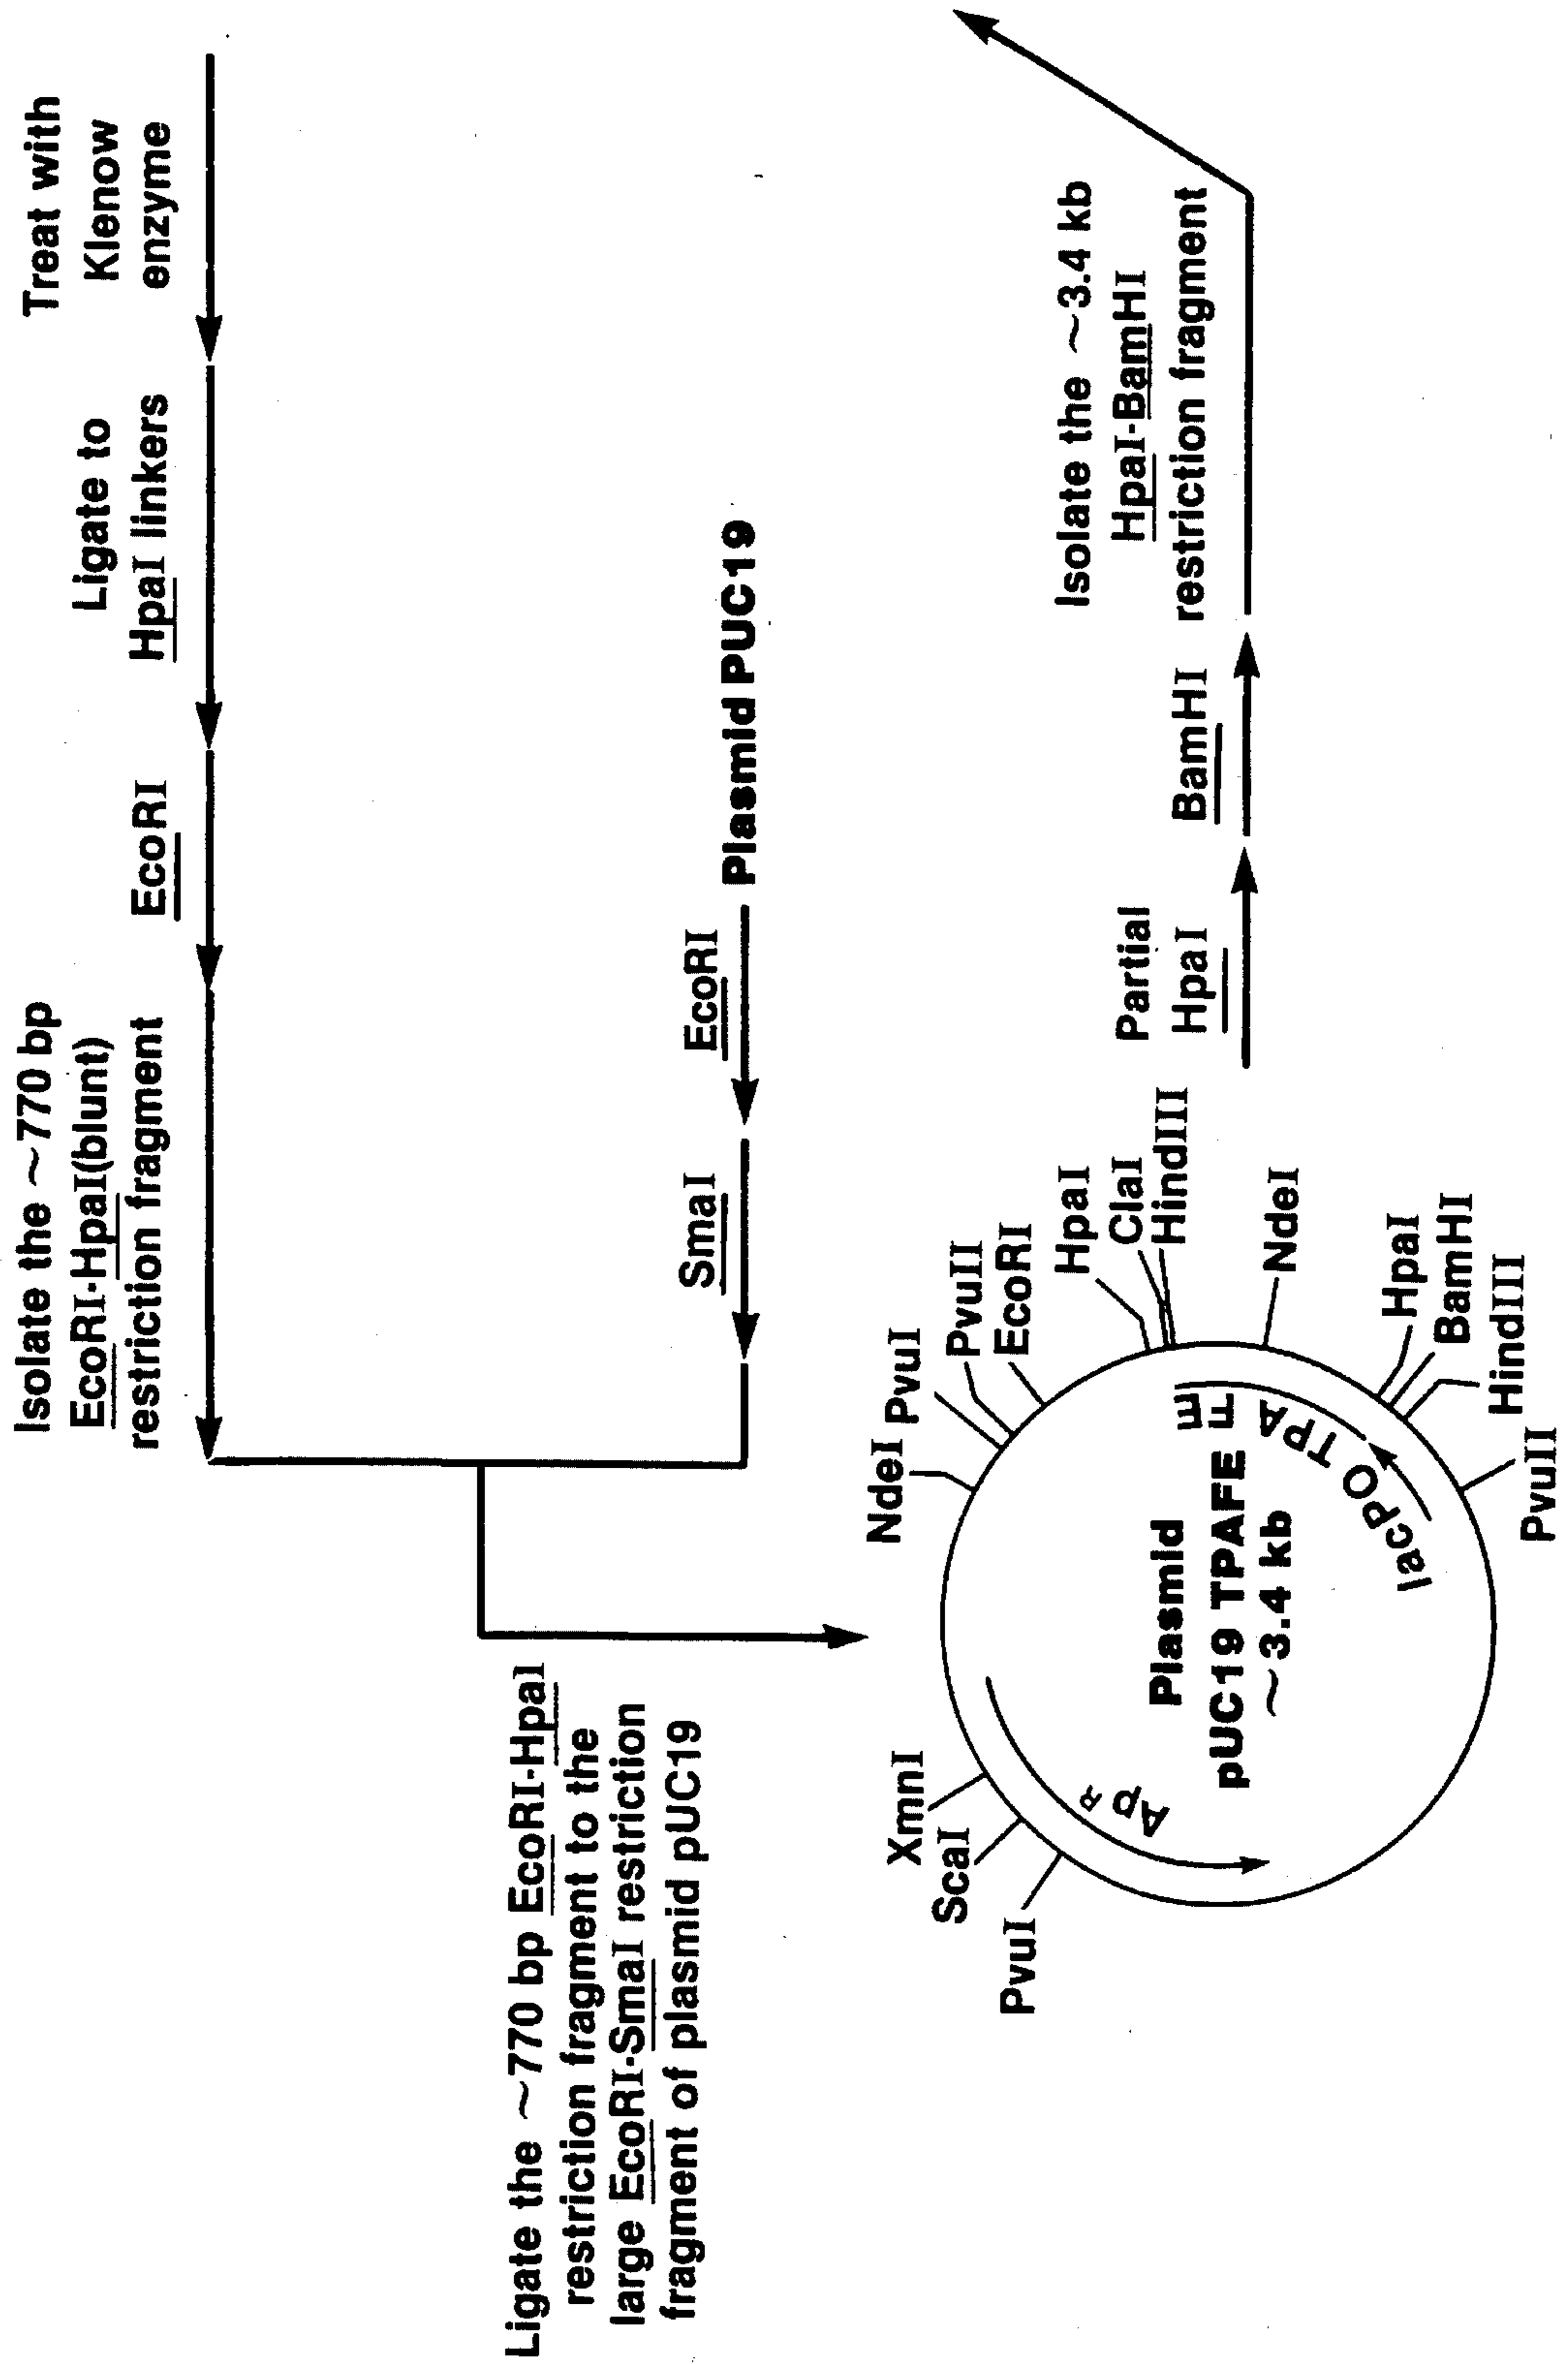 Treat with
Klenow
enzyme
Ligate to
HpaI linkers
EcoRI
Isolate the ~770 bp
EcoRI-HpaI(blunt)
restriction fragment
Plasmid PUC19
EcoRI
SmaI
Ligate the ~770 bp EcoRI-HpaI
restriction fragment to the
large EcoRI-SmaI restriction
fragment of plasmid pUC19
NdeI
PvuI
PvuII
EcoRI
HpaI
ClaI
HindIII
NdeI
HpaI
BamHI
HindIII
PvuII
XmnI
ScaI
PvuI
ApR
Plasmid
pUC19 TPAFE
~3.4 kb
TPA FE
lacPO
Partial
HpaI
BamHI
Isolate the ~3.4 kb
HpaI-BamHI
restriction fragment